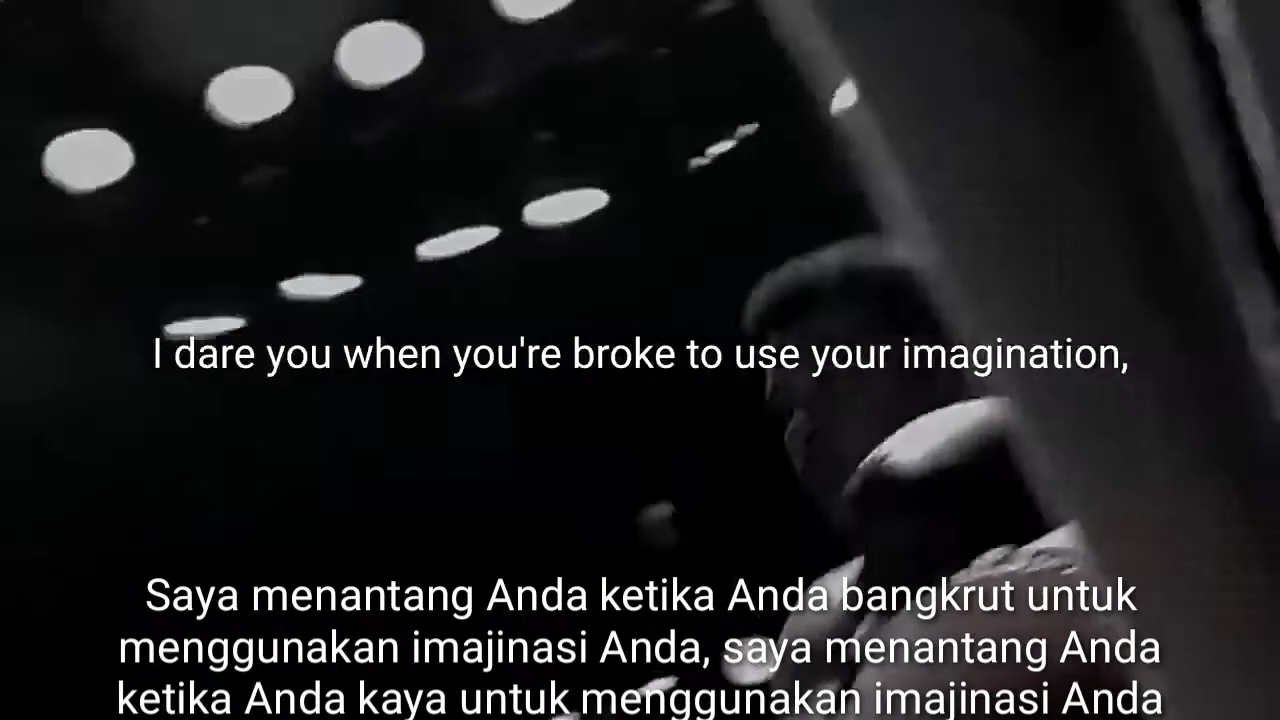 I dare you when you're broke to use your imagination,
Saya menantang Anda ketika Anda bangkrut untuk
menggunakan imajinasi Anda, saya menantang Anda
ketika Anda kaya untuk menggunakan imajinasi Anda